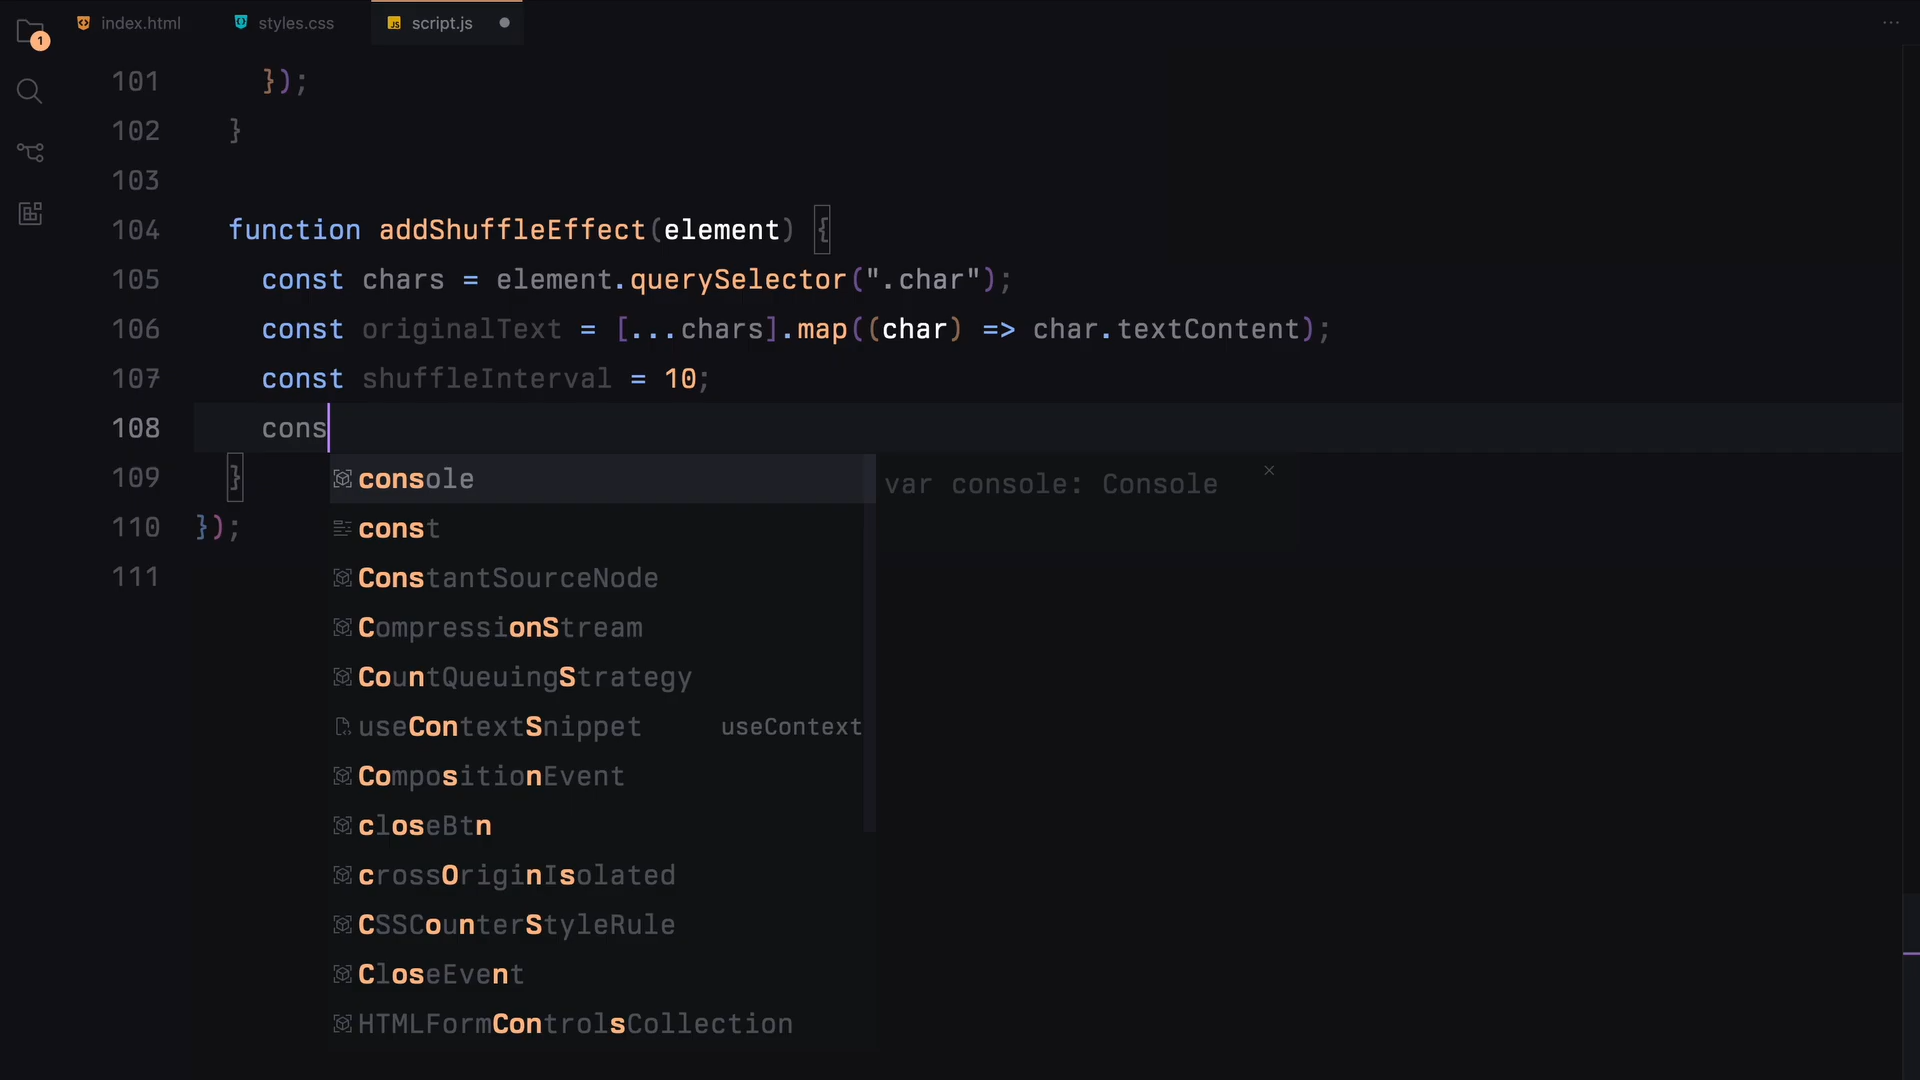 1 index.html styles.css JS script.js ...
101 });
102 }
103
104 function addShuffleEffect(element) {
105 const chars = element.querySelector(".char");
106 const originalText = [...chars].map((char) => char.textContent);
107 const shuffleInterval = 10;
108 cons
109 }
110 });
111
console
var console: Console ×
const
ConstantSourceNode
CompressionStream
CountQueuingStrategy
useContextSnippet useContext
CompositionEvent
closeBtn
crossOriginIsolated
CSSCounterStyleRule
CloseEvent
HTMLFormControlsCollection